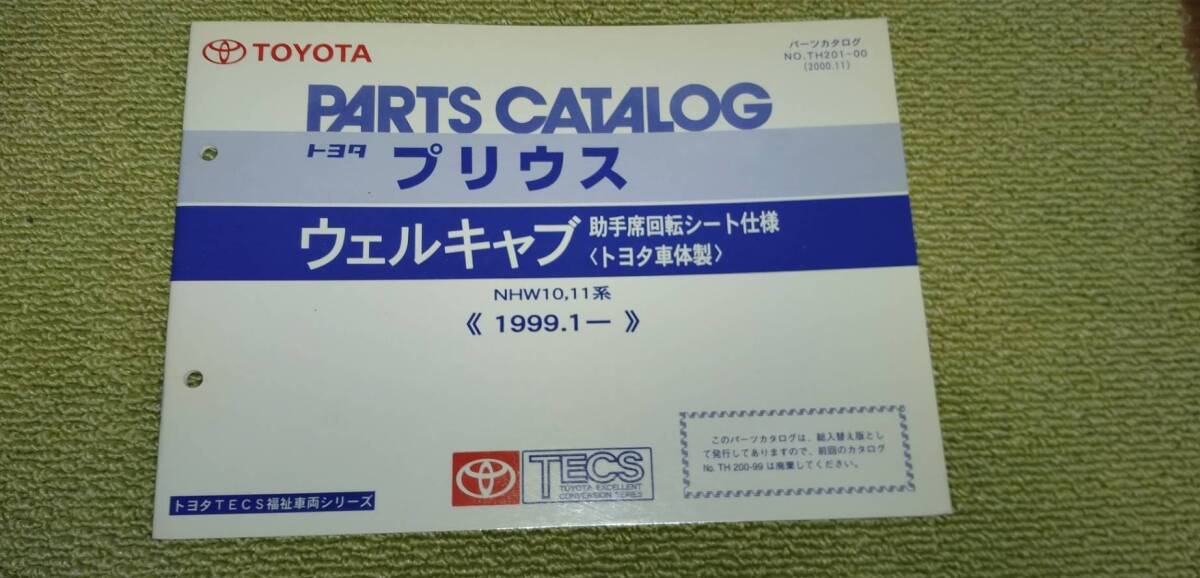 TOYOTA
パーツカタログ
NO.TH201-00
(2000.11)
PARTS CATALOG
トヨタ プリウス
ウェルキャブ 助手席回転シート仕様
〈トヨタ車体製〉
NHW10,11系
《 1999.1ー 》
このパーツカタログは、総入替え版とし
て発行してありますので、前回のカタログ
No. TH 200-99 は廃棄してください。
TECS
TOYOTA EXCELLENT
CONVERSION SERIES
トヨタTECS福祉車両シリーズ